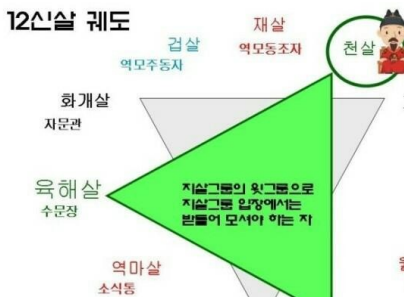 12신살 궤도
재살
역모동조자
천살
겁살
역모주동자
화개살
자문관
육해살
수문장
지살그룹의 윗그룹으로
지살그룹 입장에서는
받들어 모셔야 하는 자
역마살
소식통